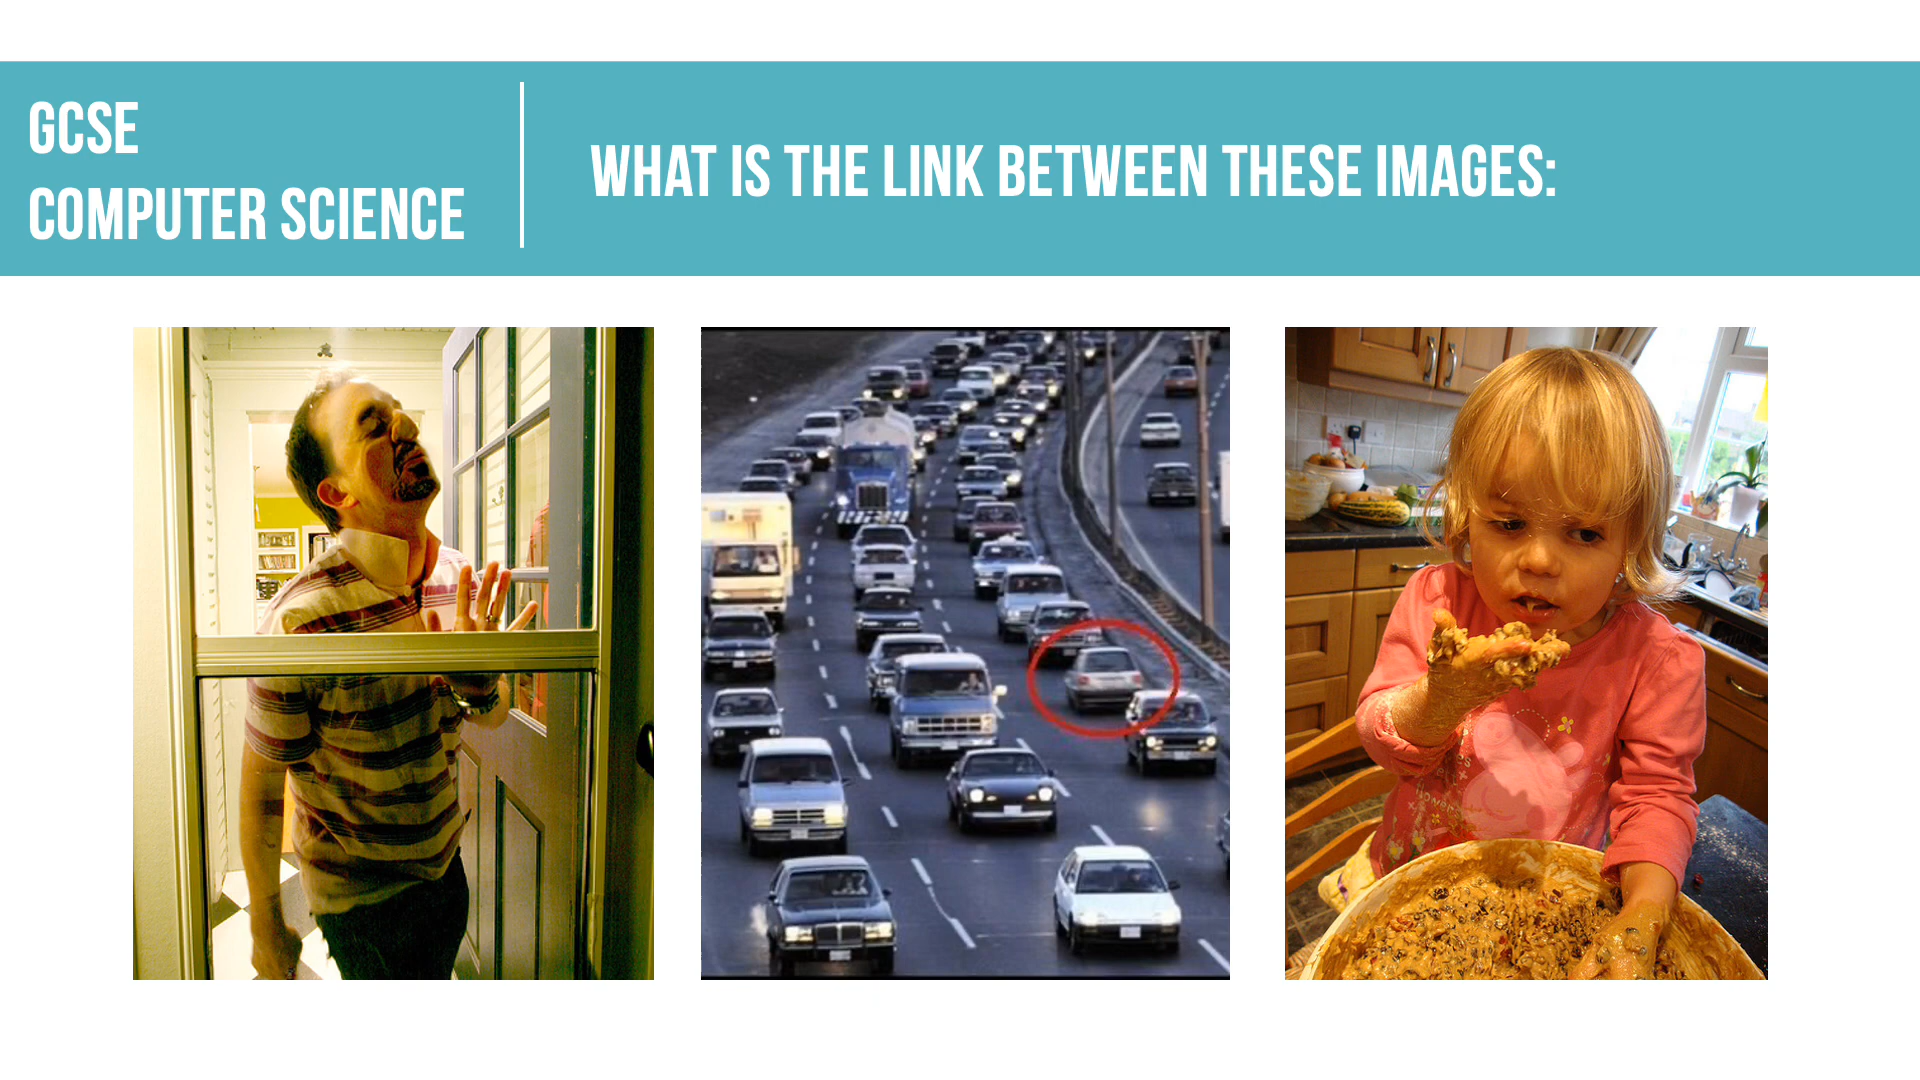 GCSE
COMPUTER SCIENCE
WHAT IS THE LINK BETWEEN THESE IMAGES: